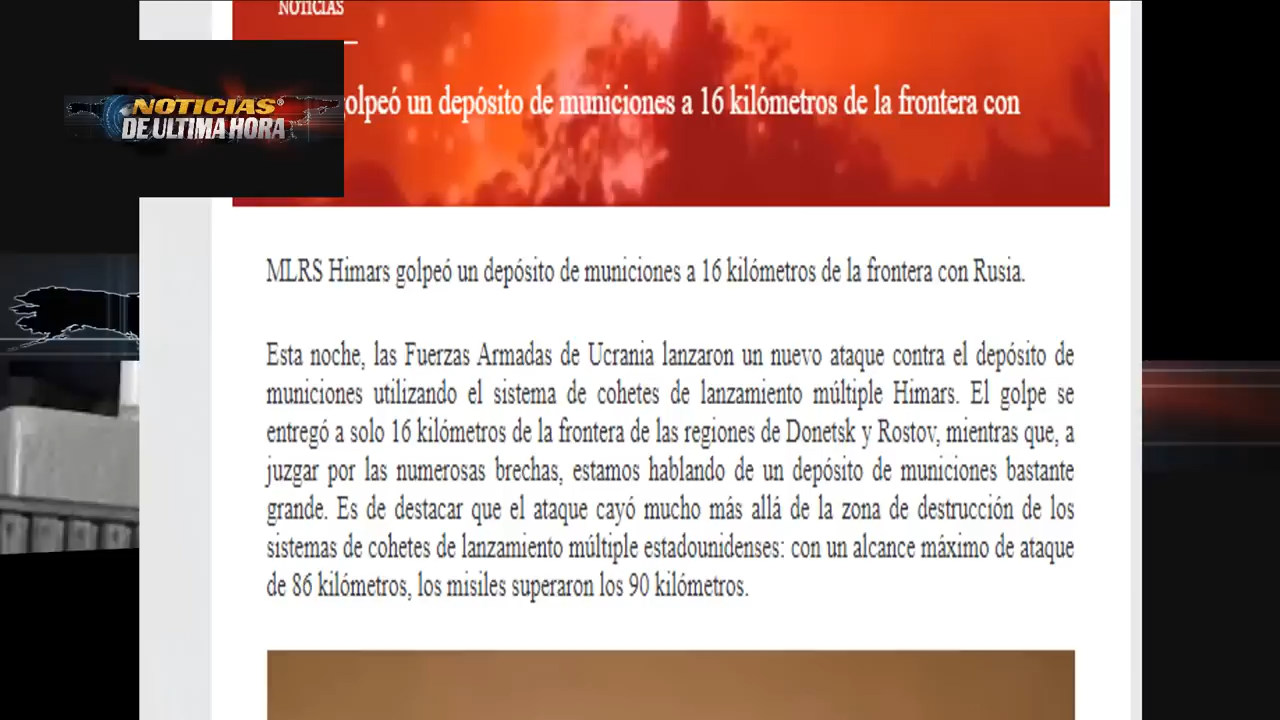 NOTICIAS
NOTICIAS®
DE ULTIMA HORA
olpeó un depósito de municiones a 16 kilómetros de la frontera con
MLRS Himars golpeó un depósito de municiones a 16 kilómetros de la frontera con Rusia.
Esta noche, las Fuerzas Armadas de Ucrania lanzaron un nuevo ataque contra el depósito de
municiones utilizando el sistema de cohetes de lanzamiento múltiple Himars. El golpe se
entregó a solo 16 kilómetros de la frontera de las regiones de Donetsk y Rostov, mientras que, a
juzgar por las numerosas brechas, estamos hablando de un depósito de municiones bastante
grande. Es de destacar que el ataque cayó mucho más allá de la zona de destrucción de los
sistemas de cohetes de lanzamiento múltiple estadounidenses: con un alcance máximo de ataque
de 86 kilómetros, los misiles superaron los 90 kilómetros.